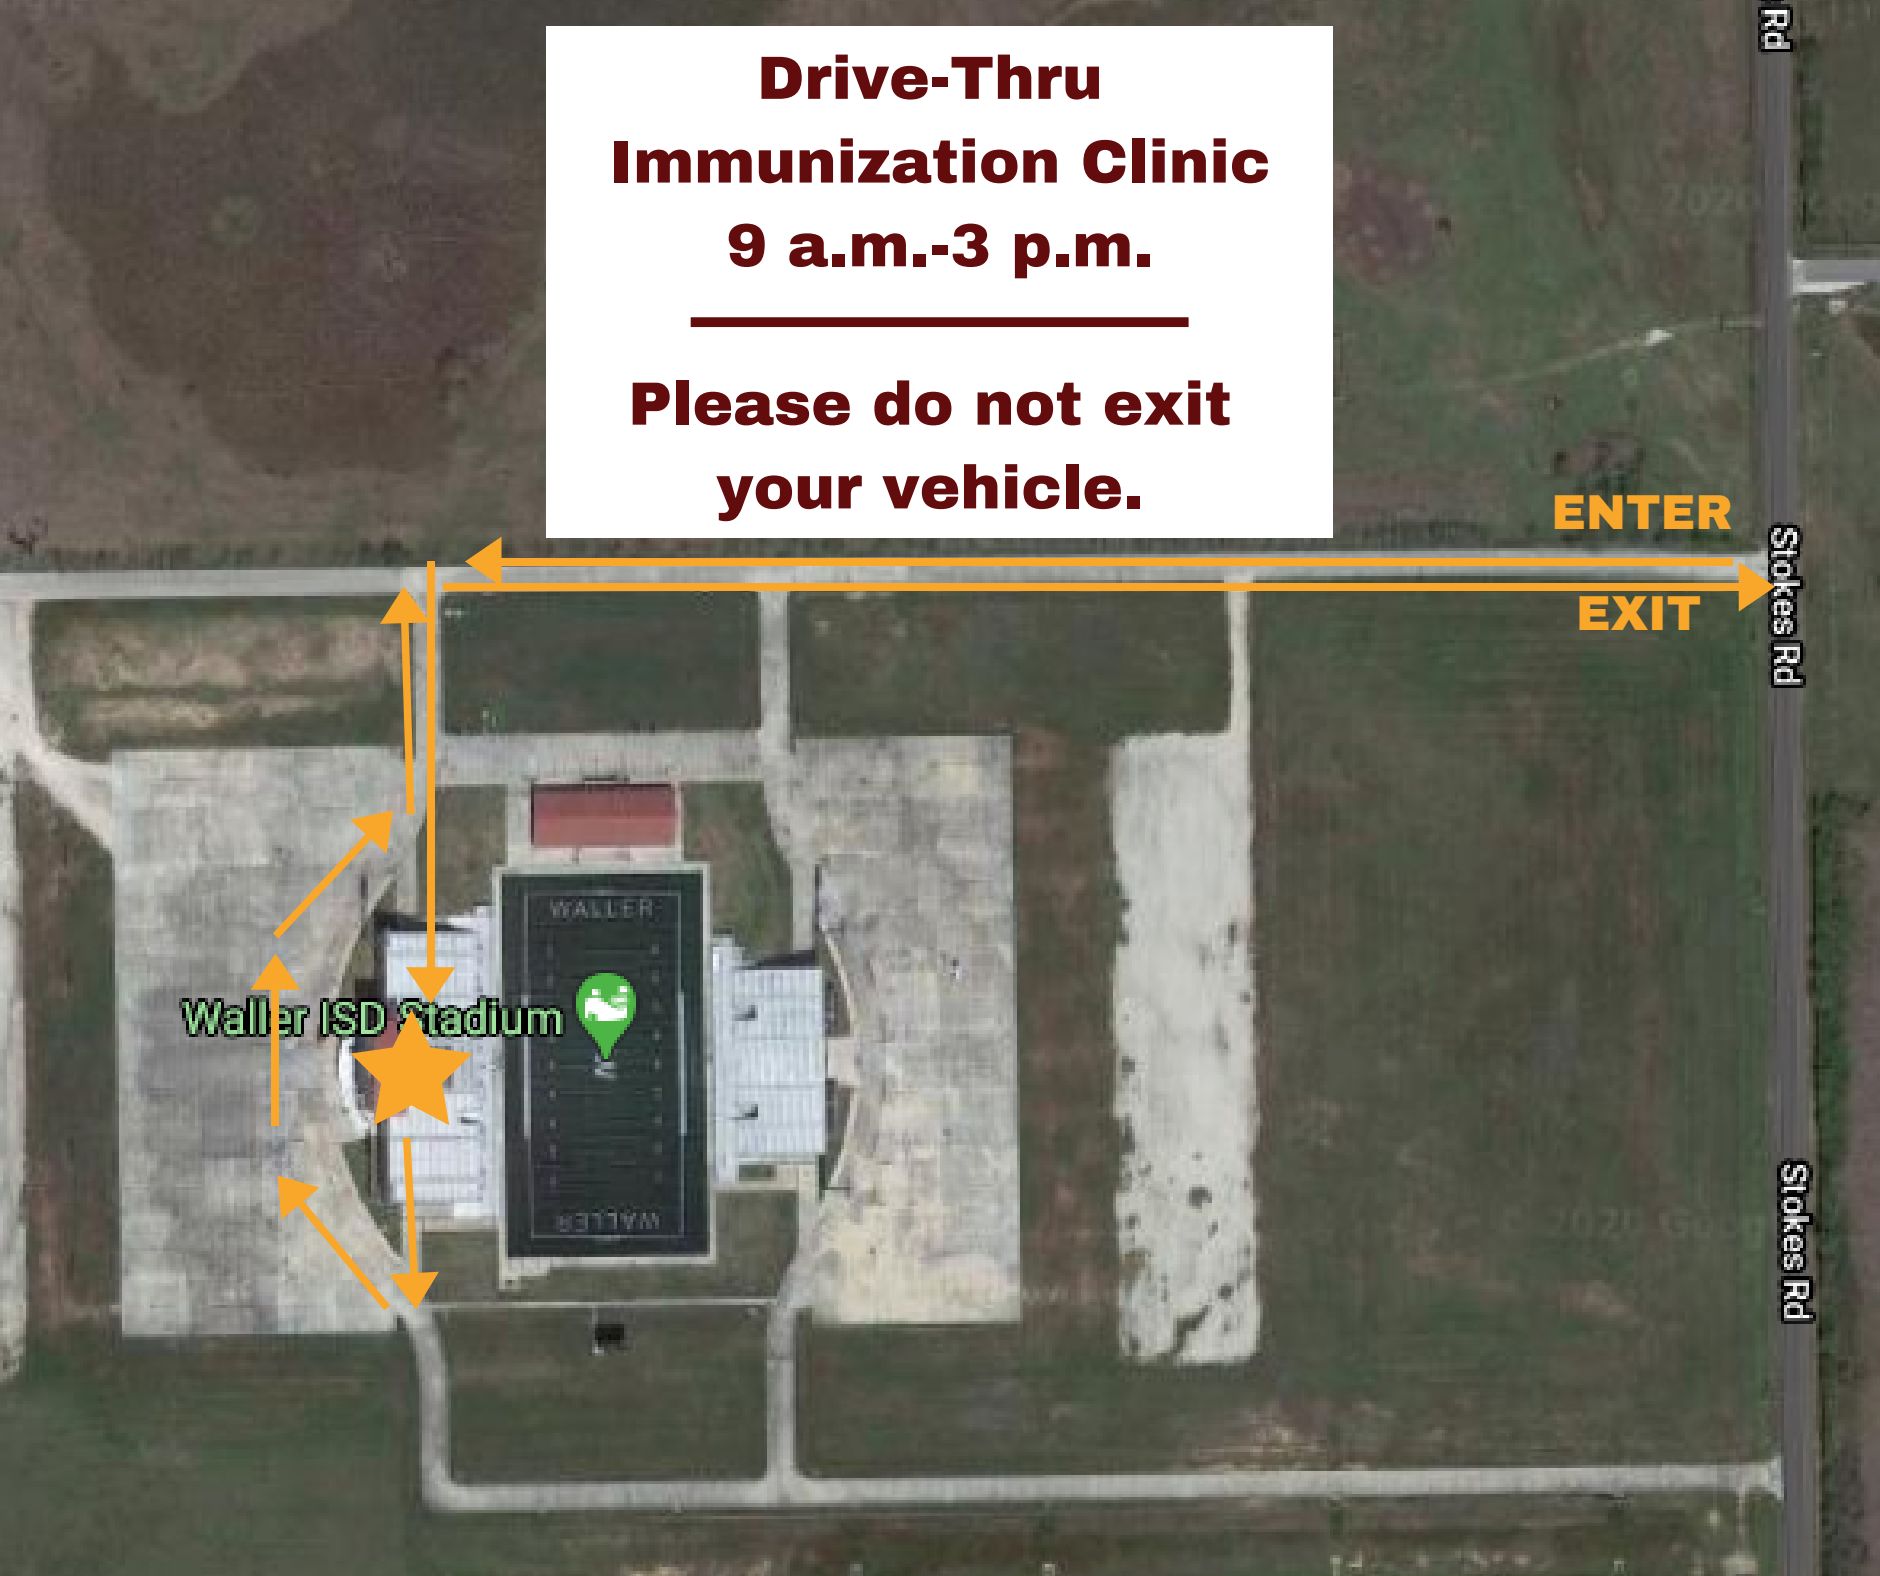 Rd
Drive-Thru
Immunization Clinic
9 a.m.-3 p.m.
Please do not exit
your vehicle.
ENTER
EXIT
Stokes Rd
WALLER
Waller ISD Stadium
W
WALLER
Stokes Rd